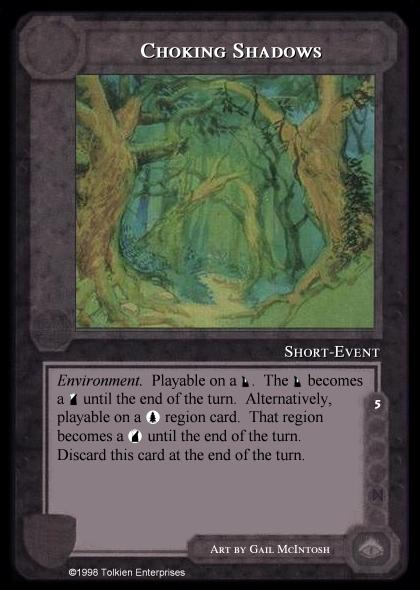 CHOKING SHADOWS
SHORT-EVENT
Environment. Playable on a . The becomes
a until the end of the turn. Alternatively,
playable on a region card. That region
becomes a until the end of the turn.
Discard this card at the end of the turn.
5
ART BY GAIL MCINTOSH
©1998 Tolkien Enterprises